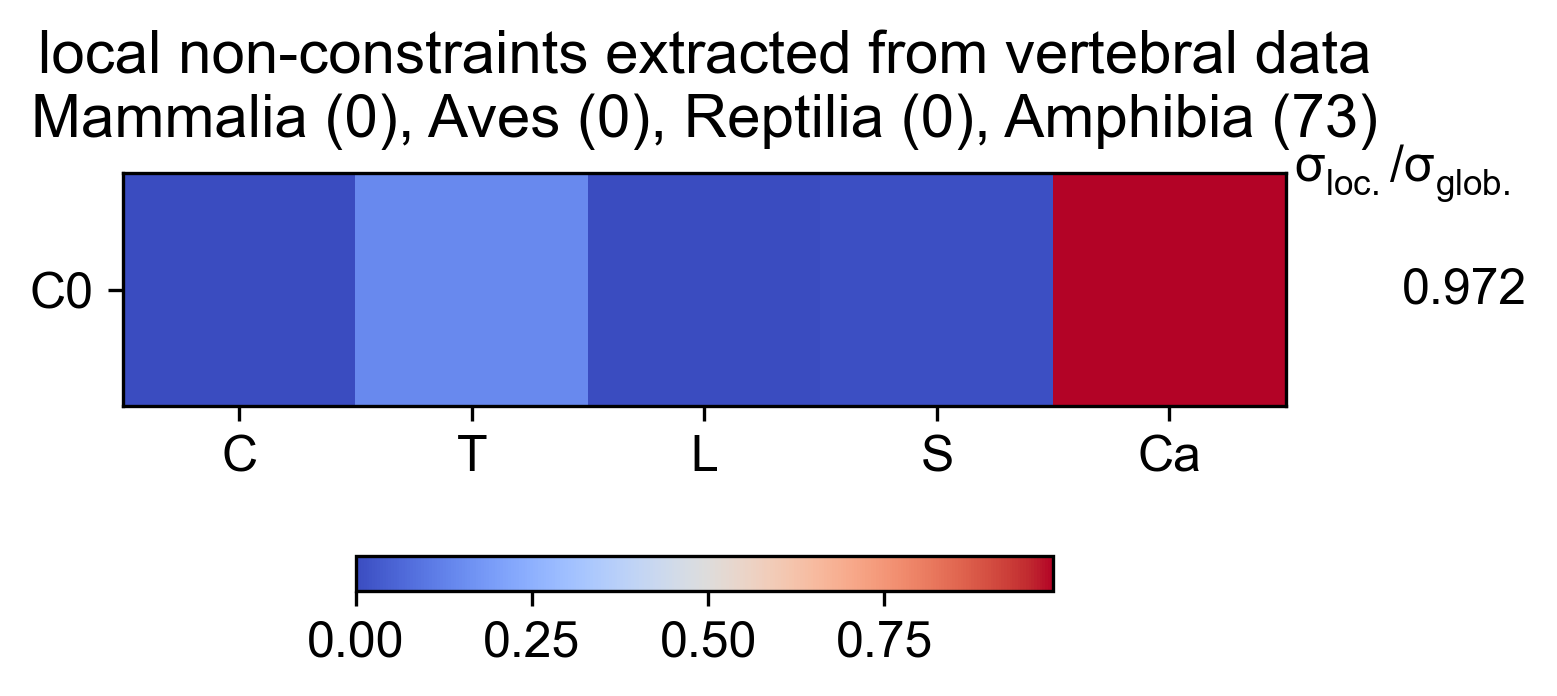 local non-constraints extracted from vertebral data
Mammalia (0), Aves (0), Reptilia (0), Amphibia (73)
σloc. /σglob.
C0
0.972
C T L S Ca
0.00 0.25 0.50 0.75